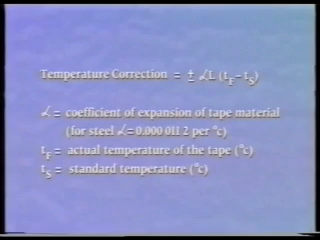 Temperature Correction = ± αL (tF – tS)
α = coefficient of expansion of tape material
(for steel α = 0.000 011 2 per °c)
tF = actual temperature of the tape (°c)
tS = standard temperature (°c)